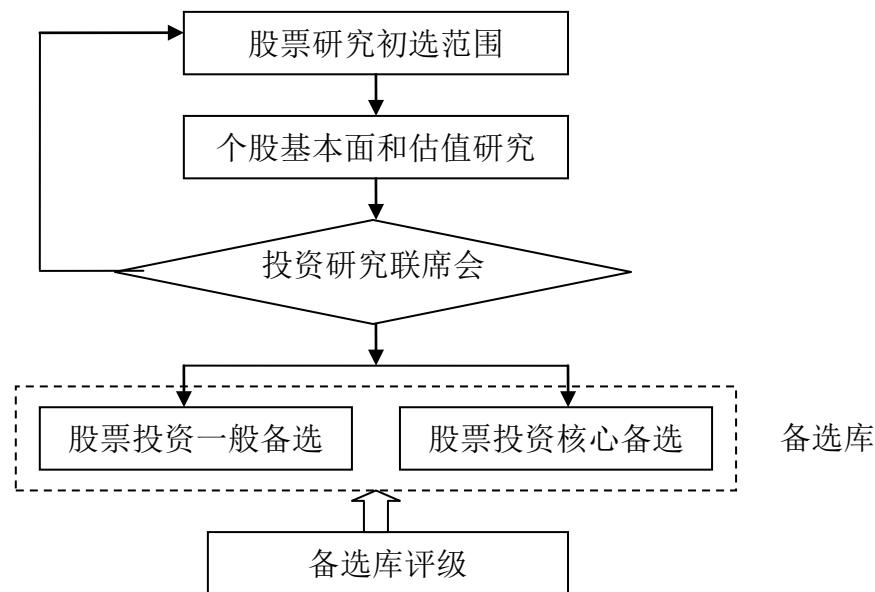 股票研究初选范围
个股基本面和估值研究
投资研究联席会
股票投资一般备选
股票投资核心备选
备选库
备选库评级